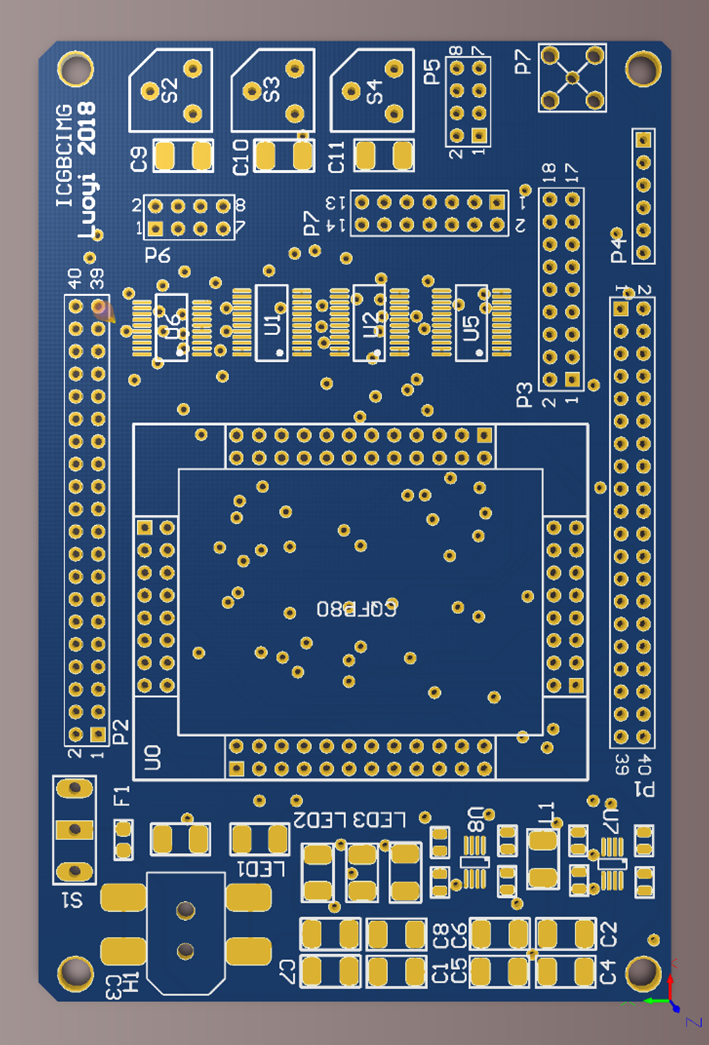 ICGBCIMG
Luoyi 2018
S2
S3
S4
P5
8
7
2
1
P7
C9
C10
C11
2
8
1
7
P6
P7
13
1
14
2
18
17
P4
40
39
1
2
U6
U1
U2
U5
P3
2
1
CQFP80
U0
P2
2
1
39
40
P1
F1
S1
LED1
LED2
LED3
U8
L1
U7
C3
H1
C7
C8
C6
C2
C1
C5
C4
Z